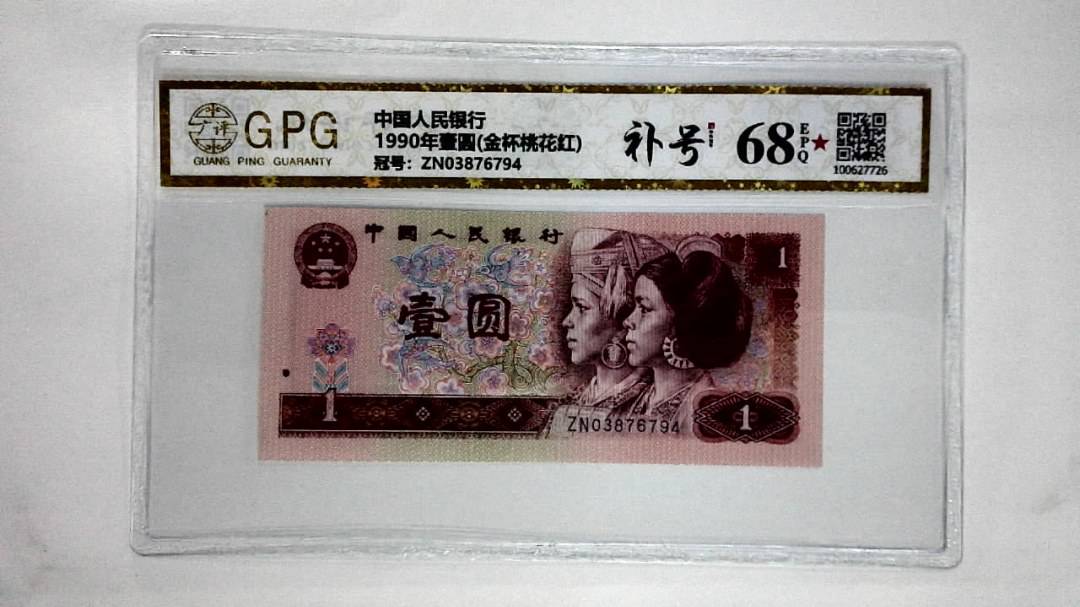 广评
GPG
GUANG PING GUARANTY
中国人民银行
1990年壹圆(金杯桃花红)
冠号：ZN03876794
补号
68
EPQ
100627726
中国人民银行
1
壹圆
1
ZN03876794
1